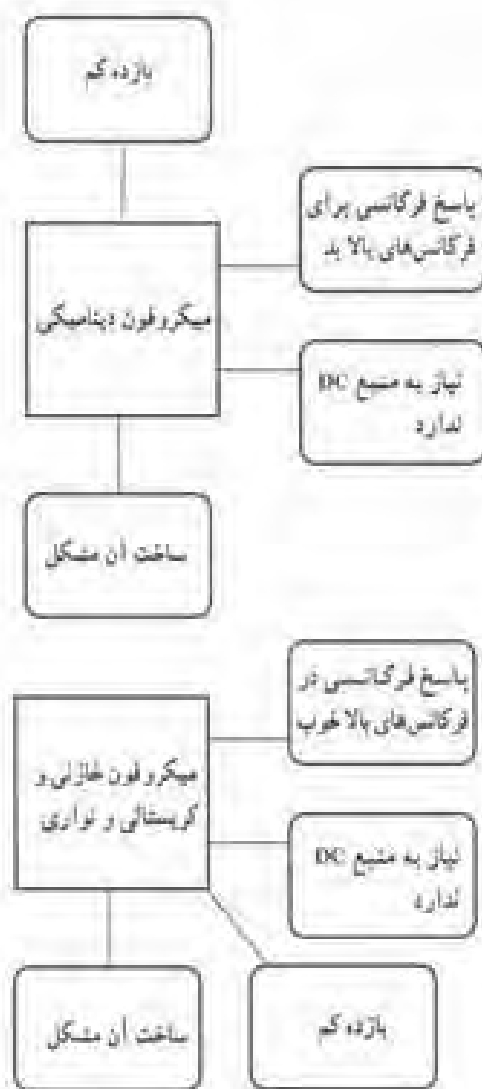 بازده کم
پاسخ فرکانسی برای
فرکانس‌های بالا بد
میکروفون دینامیکی
نیاز به منبع DC
ندارد
ساخت آن مشکل
پاسخ فرکانسی در
فرکانس‌های بالا خوب
میکروفون خازنی و
کریستالی و نواری
نیاز به منبع DC
ندارد
بازده کم
ساخت آن مشکل